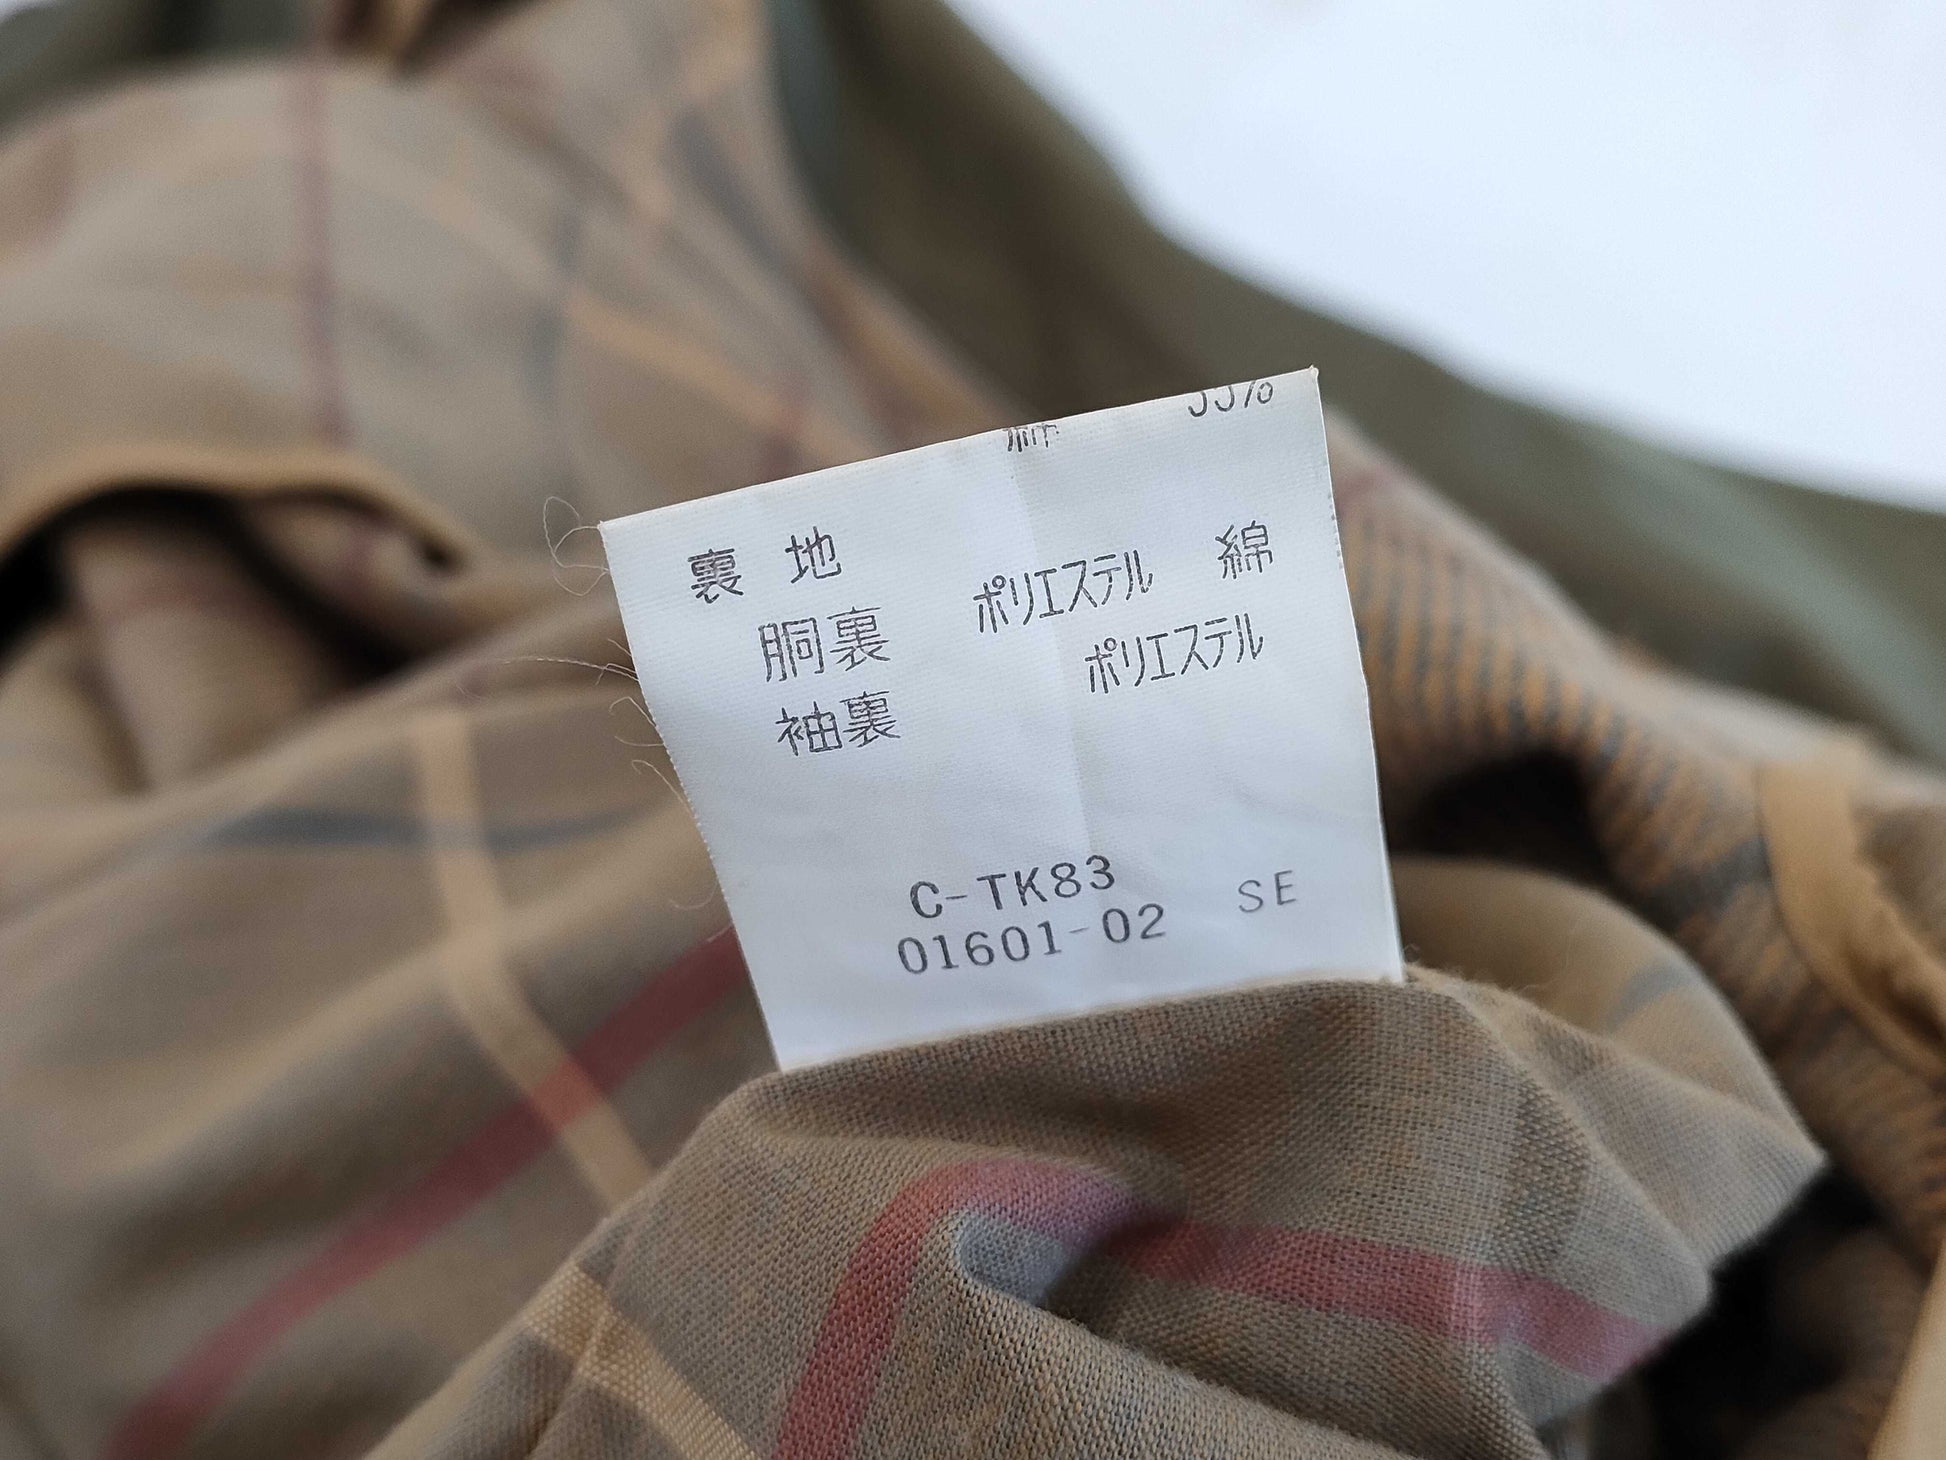 裏地
胴裏 ポリエステル 綿
袖裏 ポリエステル
C-TK83
01601-02 SE